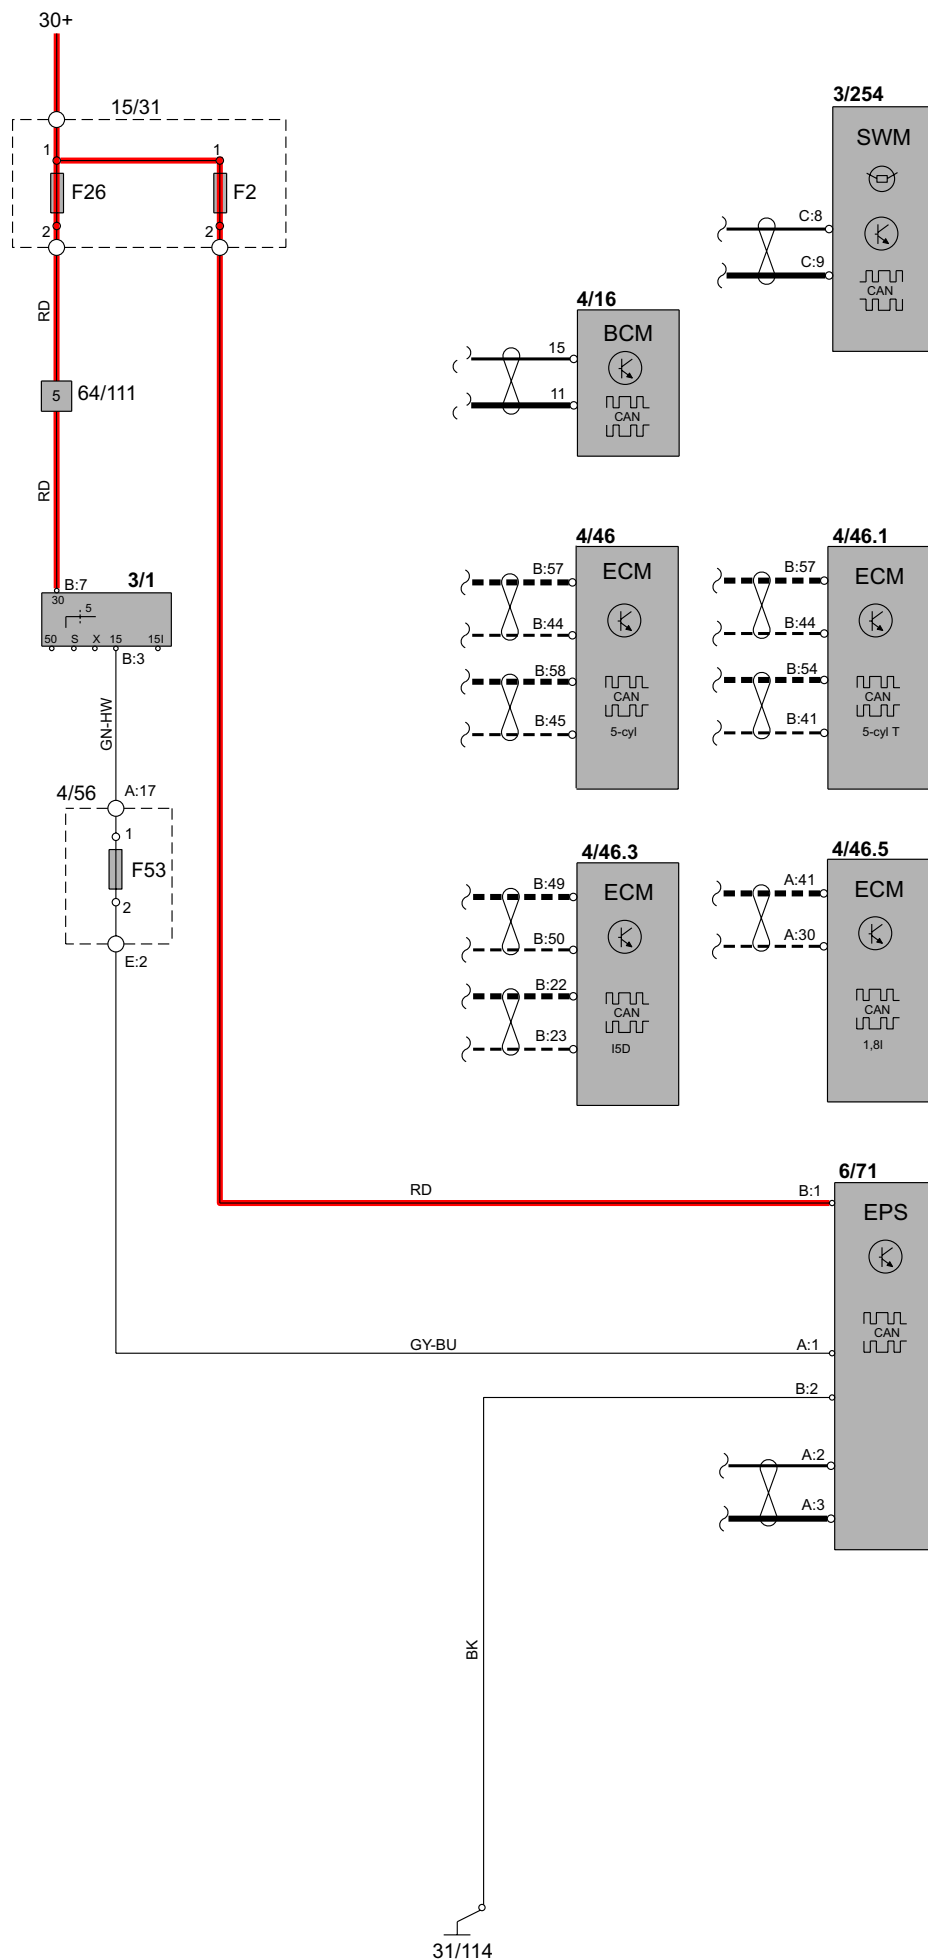 30+
15/31
1
1
F26
F2
2
2
RD
5
64/111
RD
B:7
3/1
30
5
50 S X 15 15I
B:3
GN-HW
4/56
A:17
1
F53
2
E:2
3/254
SWM
C:8
C:9
CAN
4/16
BCM
15
11
CAN
4/46
ECM
B:57
B:44
B:58
B:45
CAN
5-cyl
4/46.1
ECM
B:57
B:44
B:54
B:41
CAN
5-cyl T
4/46.3
ECM
B:49
B:50
B:22
B:23
CAN
I5D
4/46.5
ECM
A:41
A:30
CAN
1,8I
6/71
RD
B:1
EPS
CAN
GY-BU
A:1
B:2
A:2
A:3
BK
31/114